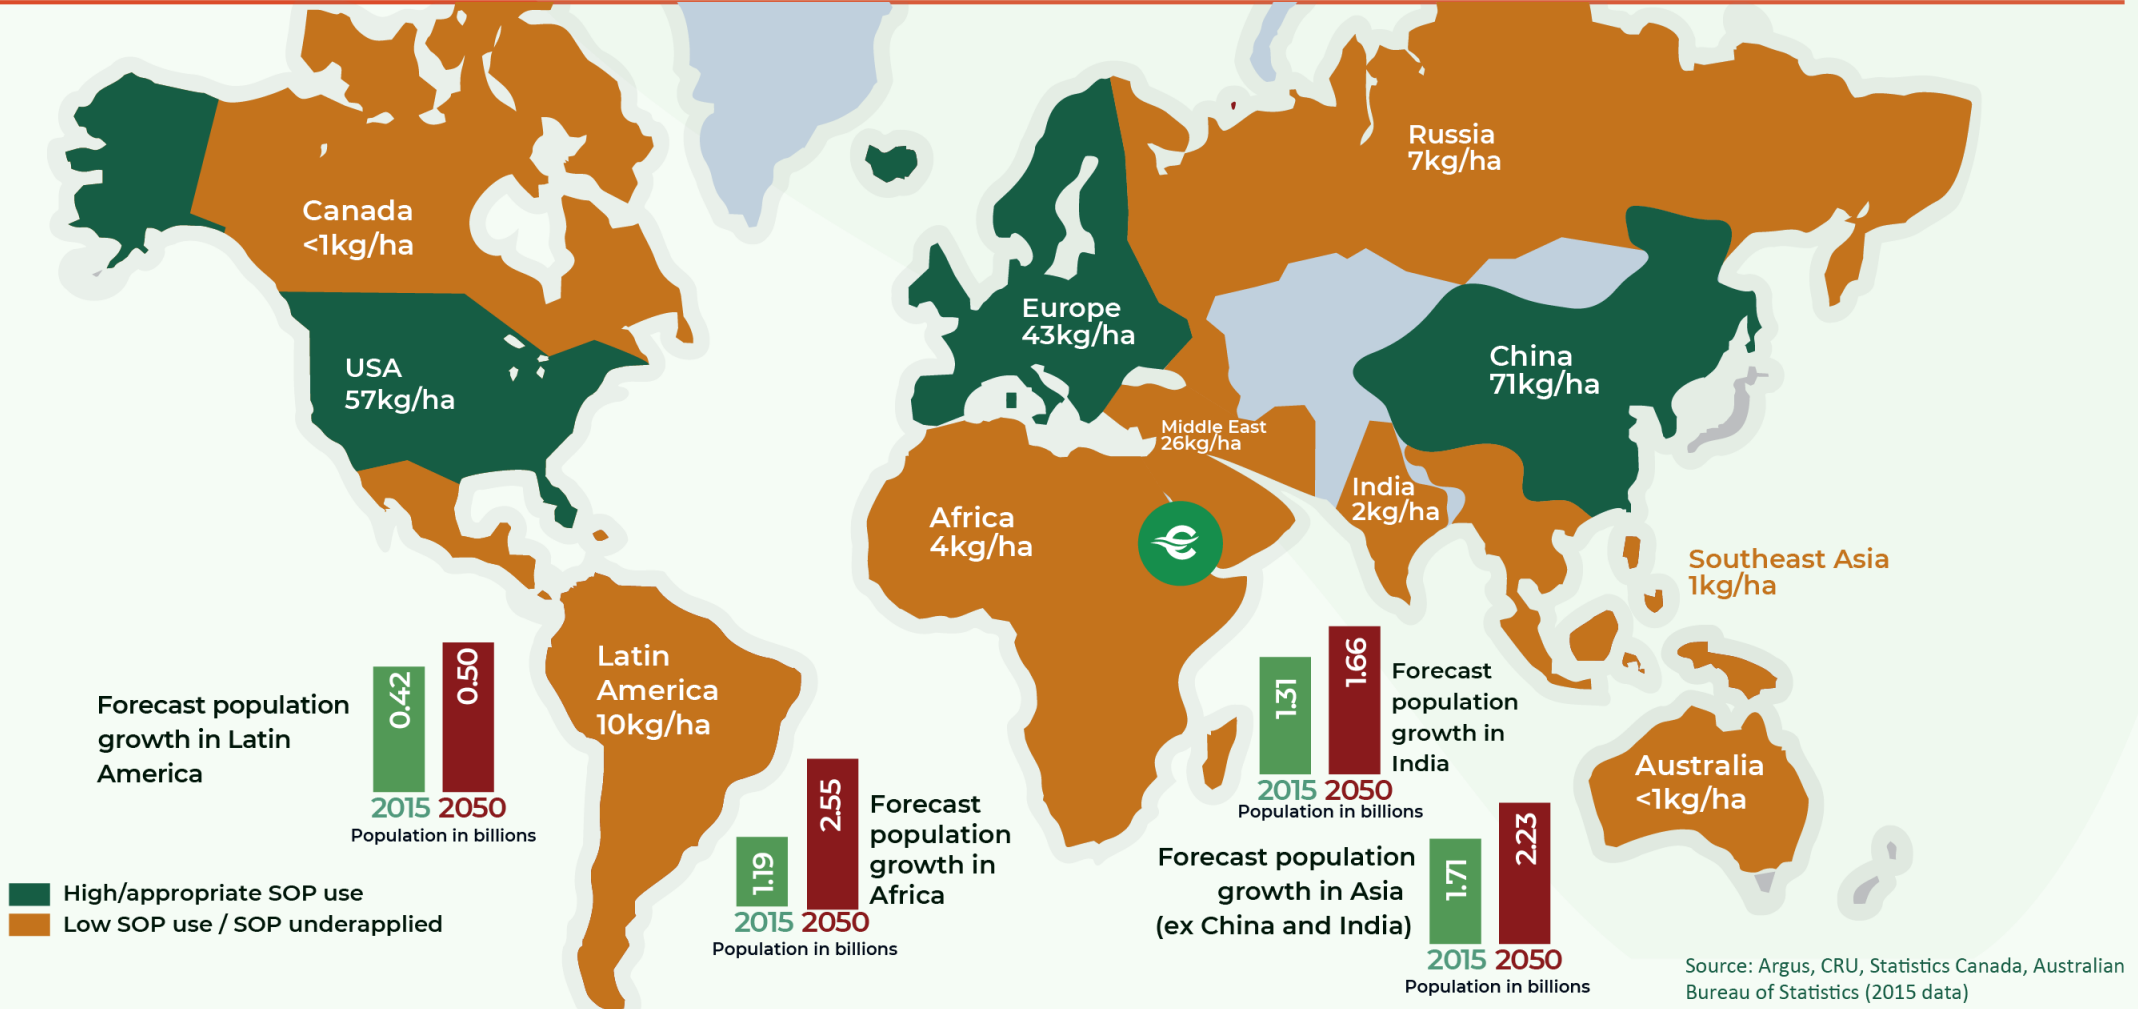 Canada
<1kg/ha
USA
57kg/ha
Europe
43kg/ha
Russia
7kg/ha
China
71kg/ha
Middle East
26kg/ha
India
2kg/ha
Africa
4kg/ha
Southeast Asia
1kg/ha
Latin
America
10kg/ha
Australia
<1kg/ha
Forecast population
growth in Latin
America
0.42
0.50
2015 2050
Population in billions
1.19
2.55
2015 2050
Population in billions
Forecast
population
growth in
Africa
1.31
1.66
2015 2050
Population in billions
Forecast
population
growth in
India
Forecast population
growth in Asia
(ex China and India)
1.71
2.23
2015 2050
Population in billions
High/appropriate SOP use
Low SOP use / SOP underapplied
Source: Argus, CRU, Statistics Canada, Australian
Bureau of Statistics (2015 data)